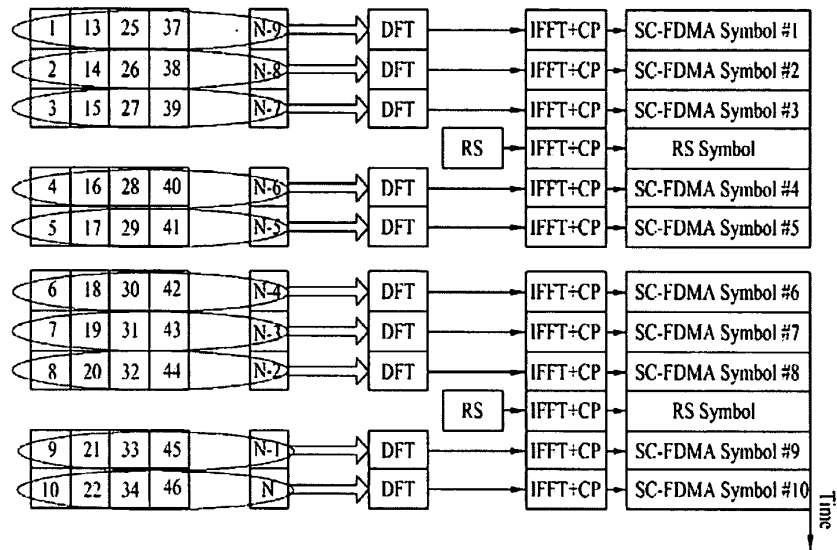 1 13 25 37 N-9 DFT IFFT+CP SC-FDMA Symbol #1
2 14 26 38 N-8 DFT IFFT+CP SC-FDMA Symbol #2
3 15 27 39 N-7 DFT IFFT+CP SC-FDMA Symbol #3
RS IFFT+CP RS Symbol
4 16 28 40 N-6 DFT IFFT+CP SC-FDMA Symbol #4
5 17 29 41 N-5 DFT IFFT+CP SC-FDMA Symbol #5
6 18 30 42 N-4 DFT IFFT+CP SC-FDMA Symbol #6
7 19 31 43 N-3 DFT IFFT+CP SC-FDMA Symbol #7
8 20 32 44 N-2 DFT IFFT+CP SC-FDMA Symbol #8
RS IFFT+CP RS Symbol
9 21 33 45 N-1 DFT IFFT+CP SC-FDMA Symbol #9
10 22 34 46 N DFT IFFT+CP SC-FDMA Symbol #10
Time